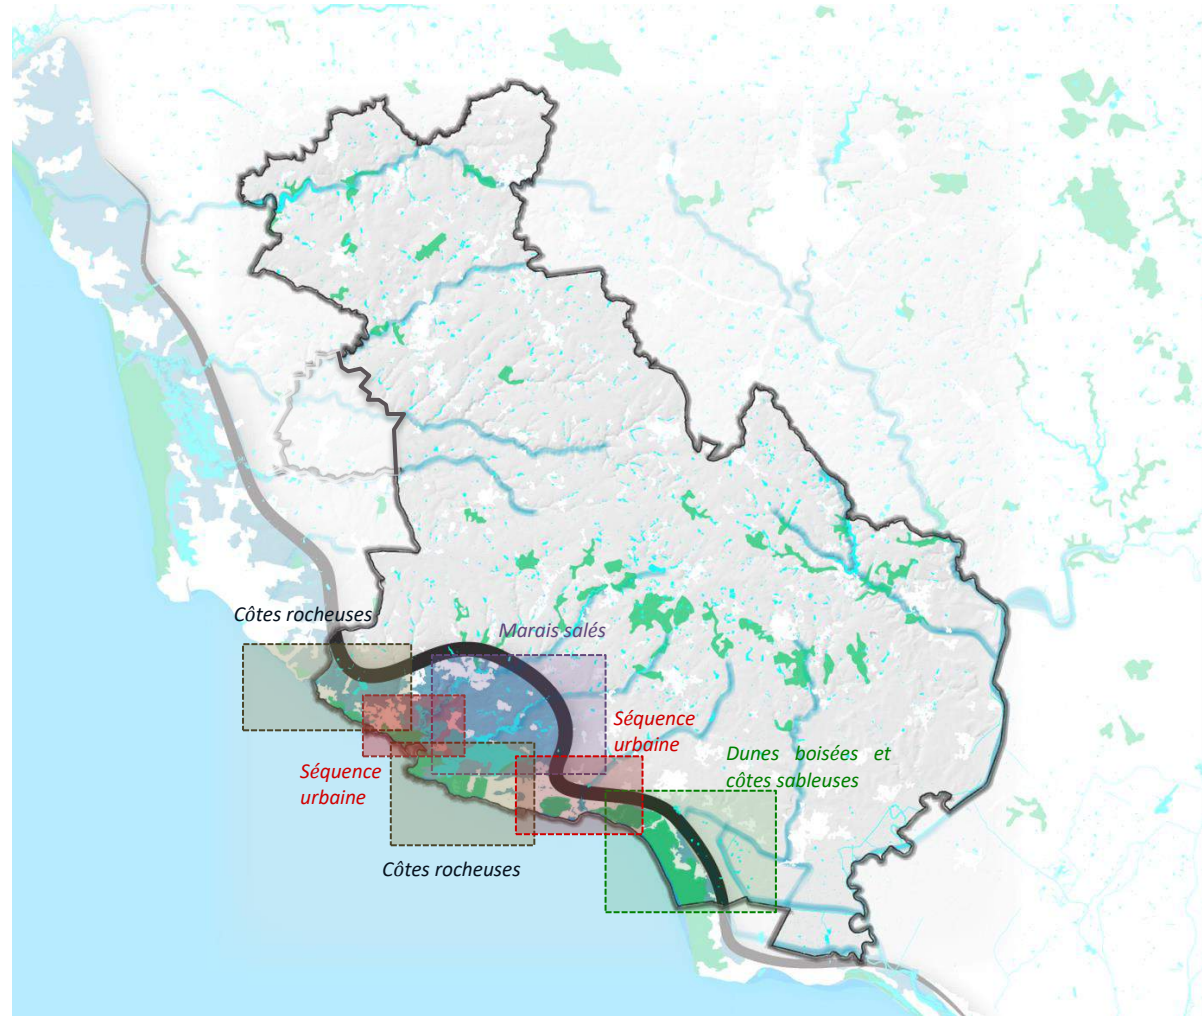 Côtes rocheuses
Marais salés
Séquence
urbaine
Dunes boisées et
côtes sableuses
Séquence
urbaine
Côtes rocheuses